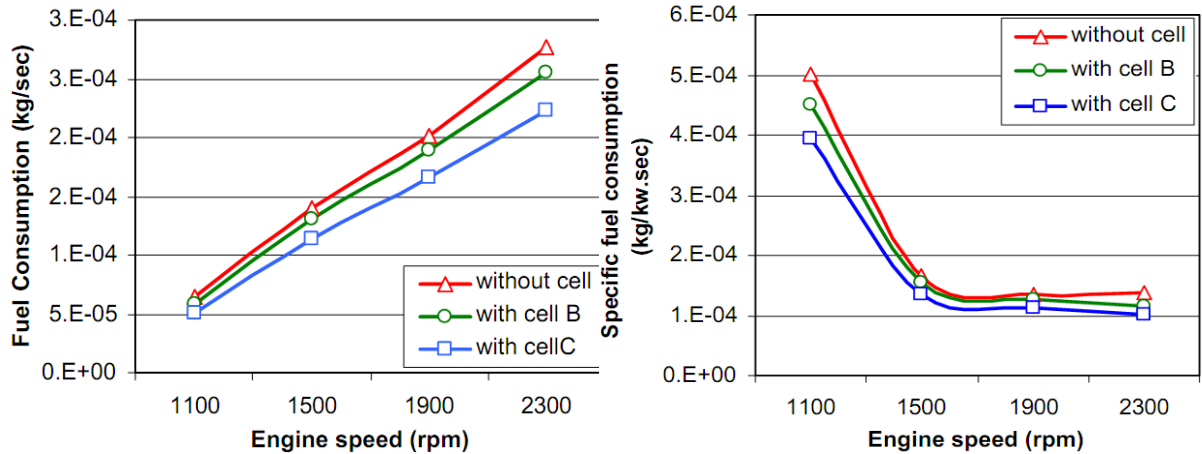 Fuel Consumption (kg/sec)
3.E-04
3.E-04
2.E-04
2.E-04
1.E-04
5.E-05
0.E+00
without cell
with cell B
with cellC
1100 1500 1900 2300
Engine speed (rpm)
Specific fuel consumption
(kg/kw.sec)
6.E-04
5.E-04
4.E-04
3.E-04
2.E-04
1.E-04
0.E+00
without cell
with cell B
with cell C
1100 1500 1900 2300
Engine speed (rpm)